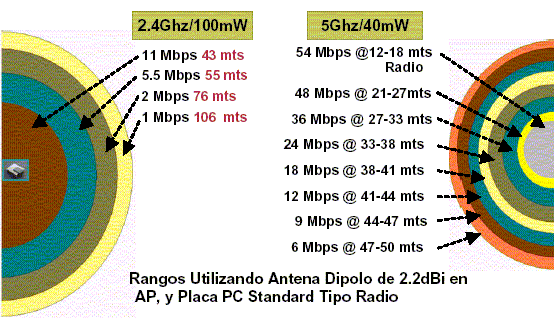 2.4Ghz/100mW
11 Mbps 43 mts
5.5 Mbps 55 mts
2 Mbps 76 mts
1 Mbps 106 mts
5Ghz/40mW
54 Mbps @12-18 mts
Radio
48 Mbps @ 21-27mts
36 Mbps @ 27-33 mts
24 Mbps @ 33-38 mts
18 Mbps @ 38-41 mts
12 Mbps @ 41-44 mts
9 Mbps @ 44-47 mts
6 Mbps @ 47-50 mts
Rangos Utilizando Antena Dipolo de 2.2dBi en
AP, y Placa PC Standard Tipo Radio